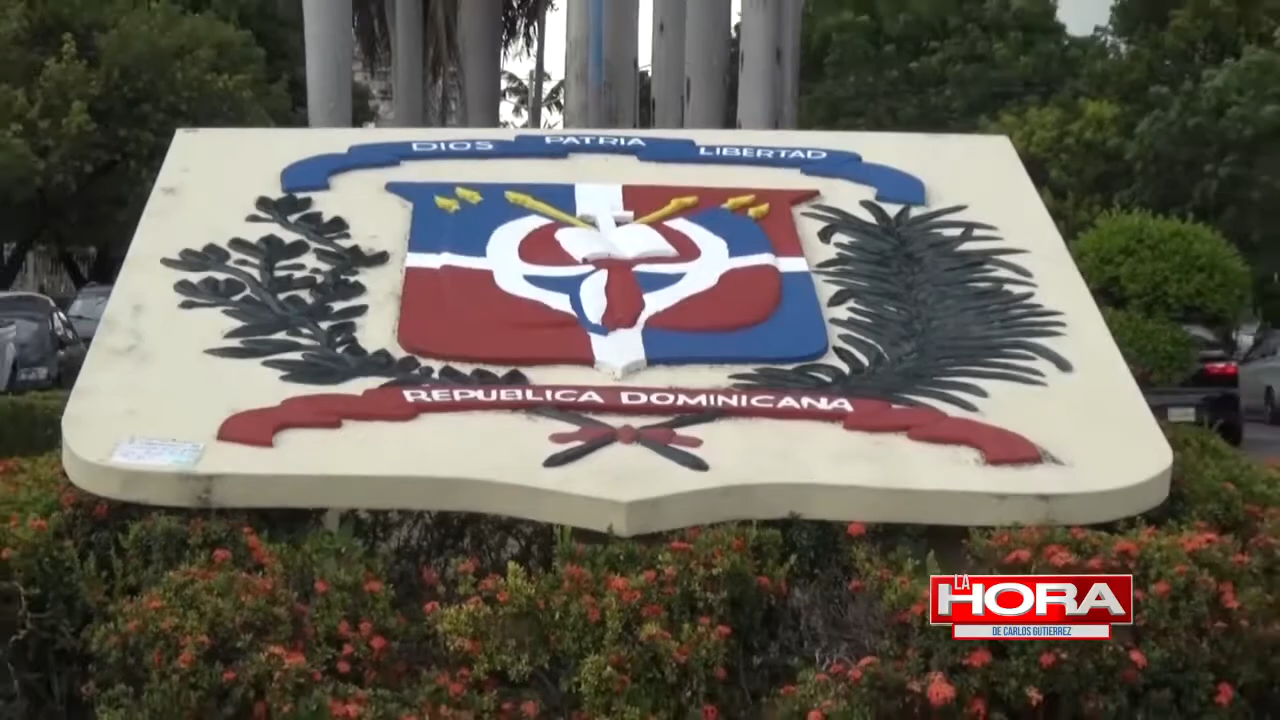 DIOS PATRIA LIBERTAD
REPUBLICA DOMINICANA
LA
HORA
DE CARLOS GUTIERREZ